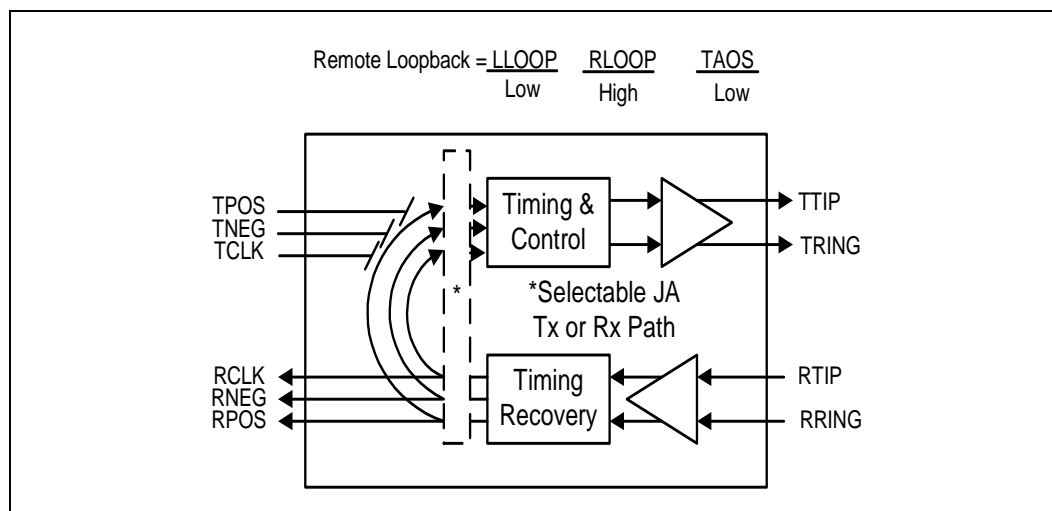 Remote Loopback = LLOOP RLOOP TAOS
Low High Low
TPOS
TNEG
TCLK
Timing &
Control
TTIP
TRING
*
*Selectable JA
Tx or Rx Path
RCLK
RNEG
RPOS
Timing
Recovery
RTIP
RRING